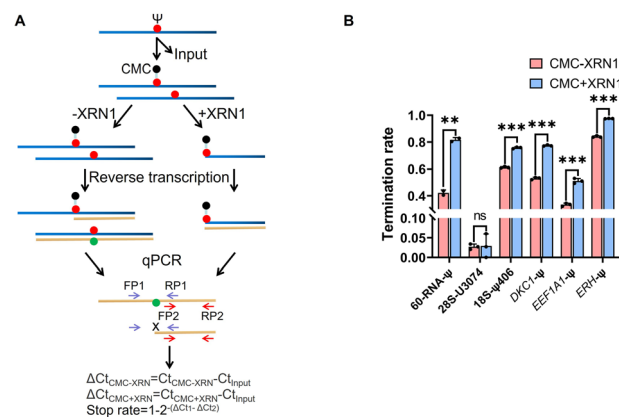 A
Ψ
Input
CMC
-XRN1
+XRN1
Reverse transcription
qPCR
FP1
RP1
X
FP2
RP2
ΔCtCMC-XRN=CtCMC-XRN-CtInput
ΔCtCMC+XRN=CtCMC+XRN-CtInput
Stop rate=1-2-(ΔCt1- ΔCt2)
B
CMC-XRN1
CMC+XRN1
Termination rate
1.0
0.8
0.6
0.4
0.10
0.05
0.00
**
ns
***
***
***
***
60-RNA-ψ
28S-U3074
18S-ψ406
DKC1-ψ
EEF1A1-ψ
ERH-ψ